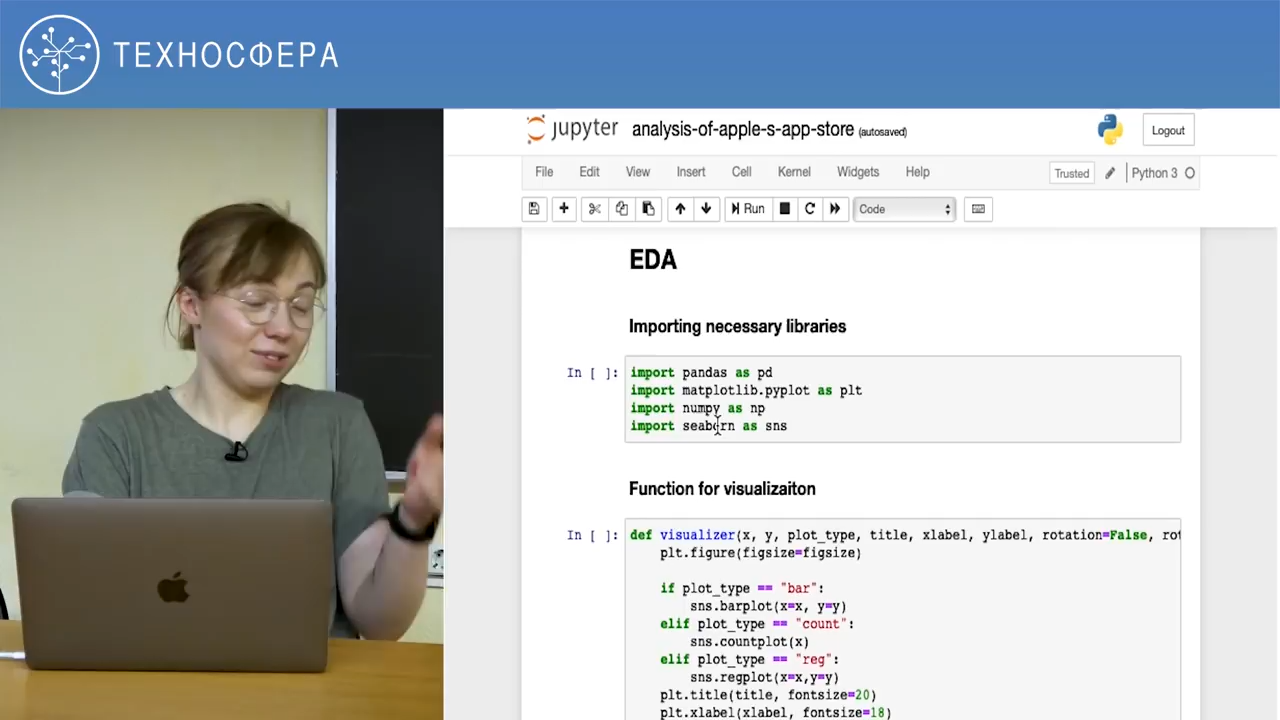 ТЕХНОСФЕРА
jupyter analysis-of-apple-s-app-store (autosaved) Logout
File Edit View Insert Cell Kernel Widgets Help Trusted Python 3
Run Code
EDA
Importing necessary libraries
In [ ]: import pandas as pd
import matplotlib.pyplot as plt
import numpy as np
import seaborn as sns
Function for visualizaiton
In [ ]: def visualizer(x, y, plot_type, title, xlabel, ylabel, rotation=False,
plt.figure(figsize=figsize)
if plot_type == "bar":
sns.barplot(x=x, y=y)
elif plot_type == "count":
sns.countplot(x)
elif plot_type == "reg":
sns.regplot(x=x,y=y)
plt.title(title, fontsize=20)
plt.xlabel(xlabel, fontsize=18)